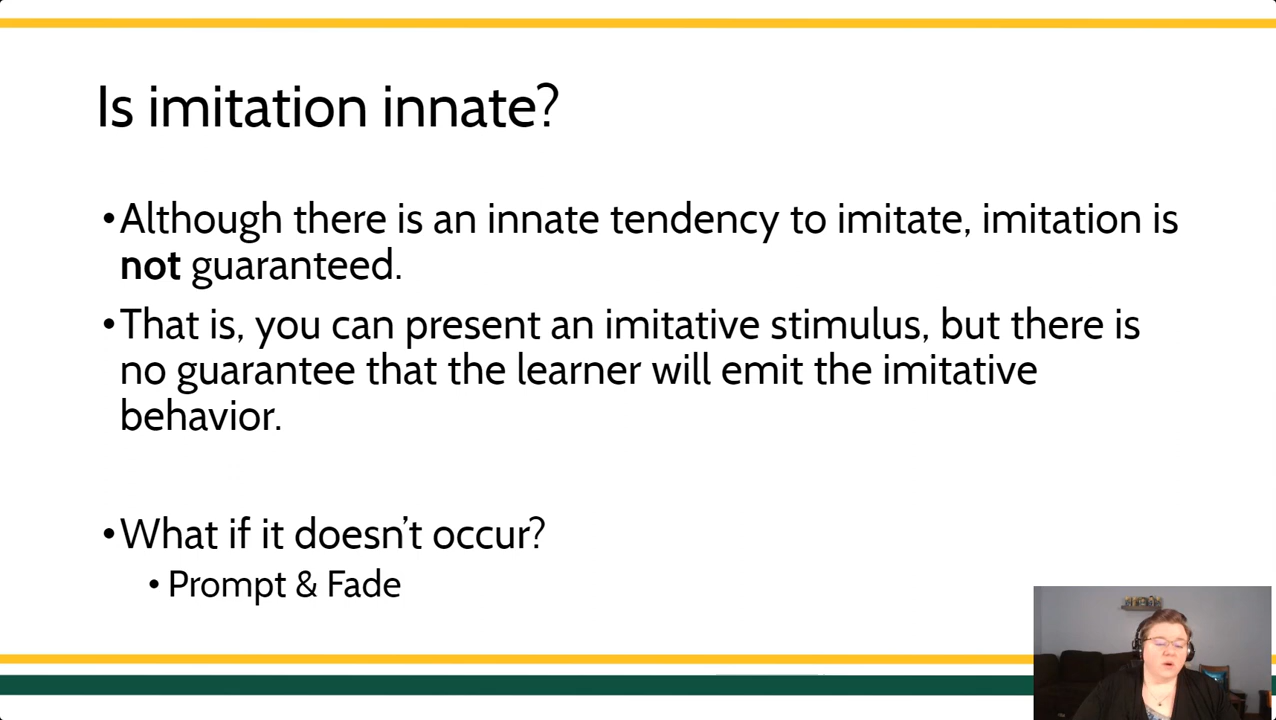 Is imitation innate?
•Although there is an innate tendency to imitate, imitation is
not guaranteed.
•That is, you can present an imitative stimulus, but there is
no guarantee that the learner will emit the imitative
behavior.
•What if it doesn’t occur?
• Prompt & Fade